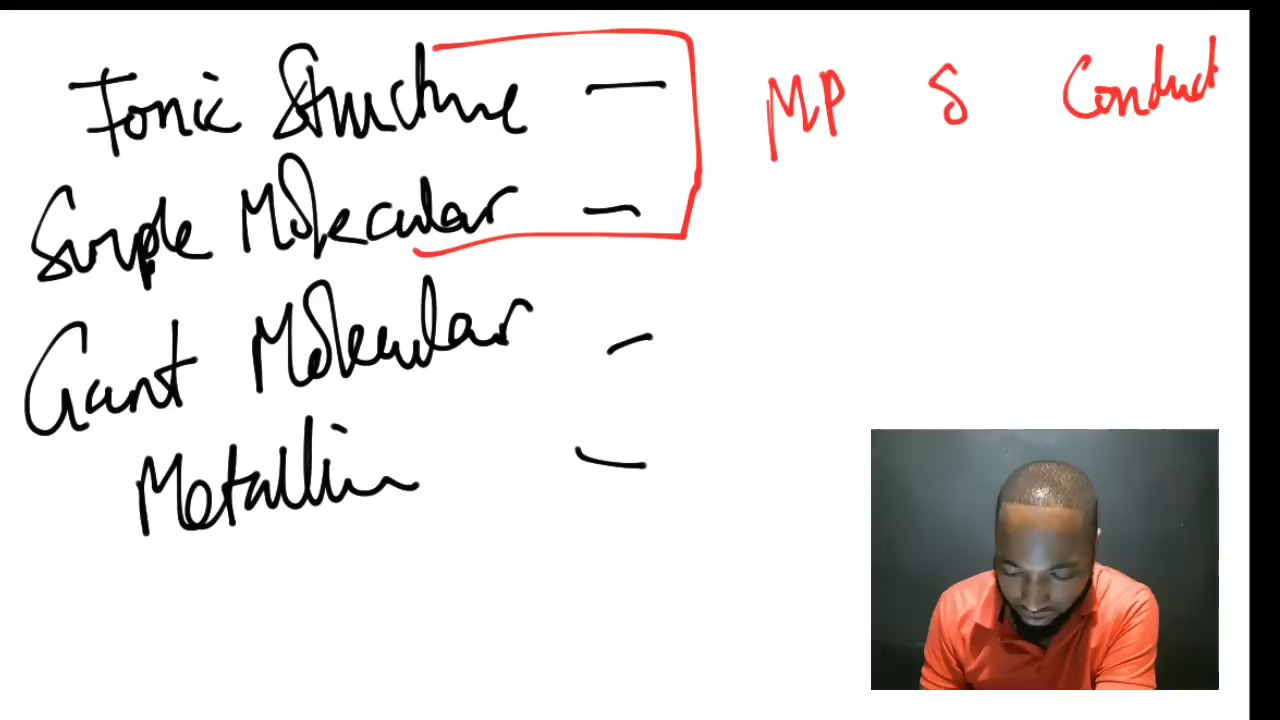 Ionic Structure — MP S Conduct
Simple Molecular —
Giant Molecular —
Metallic —